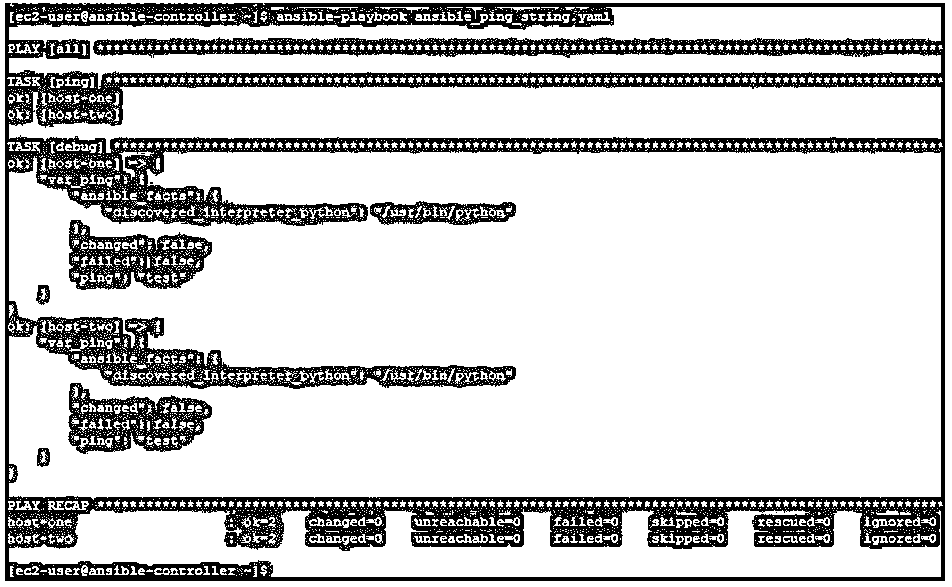 [ec2-user@ansible-controller ~]$ ansible-playbook ansible_ping_string.yaml
PLAY [all] ****************************************************************************************************
TASK [ping] ***************************************************************************************************
ok: [host-one]
ok: [host-two]
TASK [debug] **************************************************************************************************
ok: [host-one] => {
"var_ping": {
"ansible_facts": {
"discovered_interpreter_python": "/usr/bin/python"
},
"changed": false,
"failed": false,
"ping": "test"
}
}
ok: [host-two] => {
"var_ping": {
"ansible_facts": {
"discovered_interpreter_python": "/usr/bin/python"
},
"changed": false,
"failed": false,
"ping": "test"
}
}
PLAY RECAP ****************************************************************************************************
host-one : ok=2 changed=0 unreachable=0 failed=0 skipped=0 rescued=0 ignored=0
host-two : ok=2 changed=0 unreachable=0 failed=0 skipped=0 rescued=0 ignored=0
[ec2-user@ansible-controller ~]$